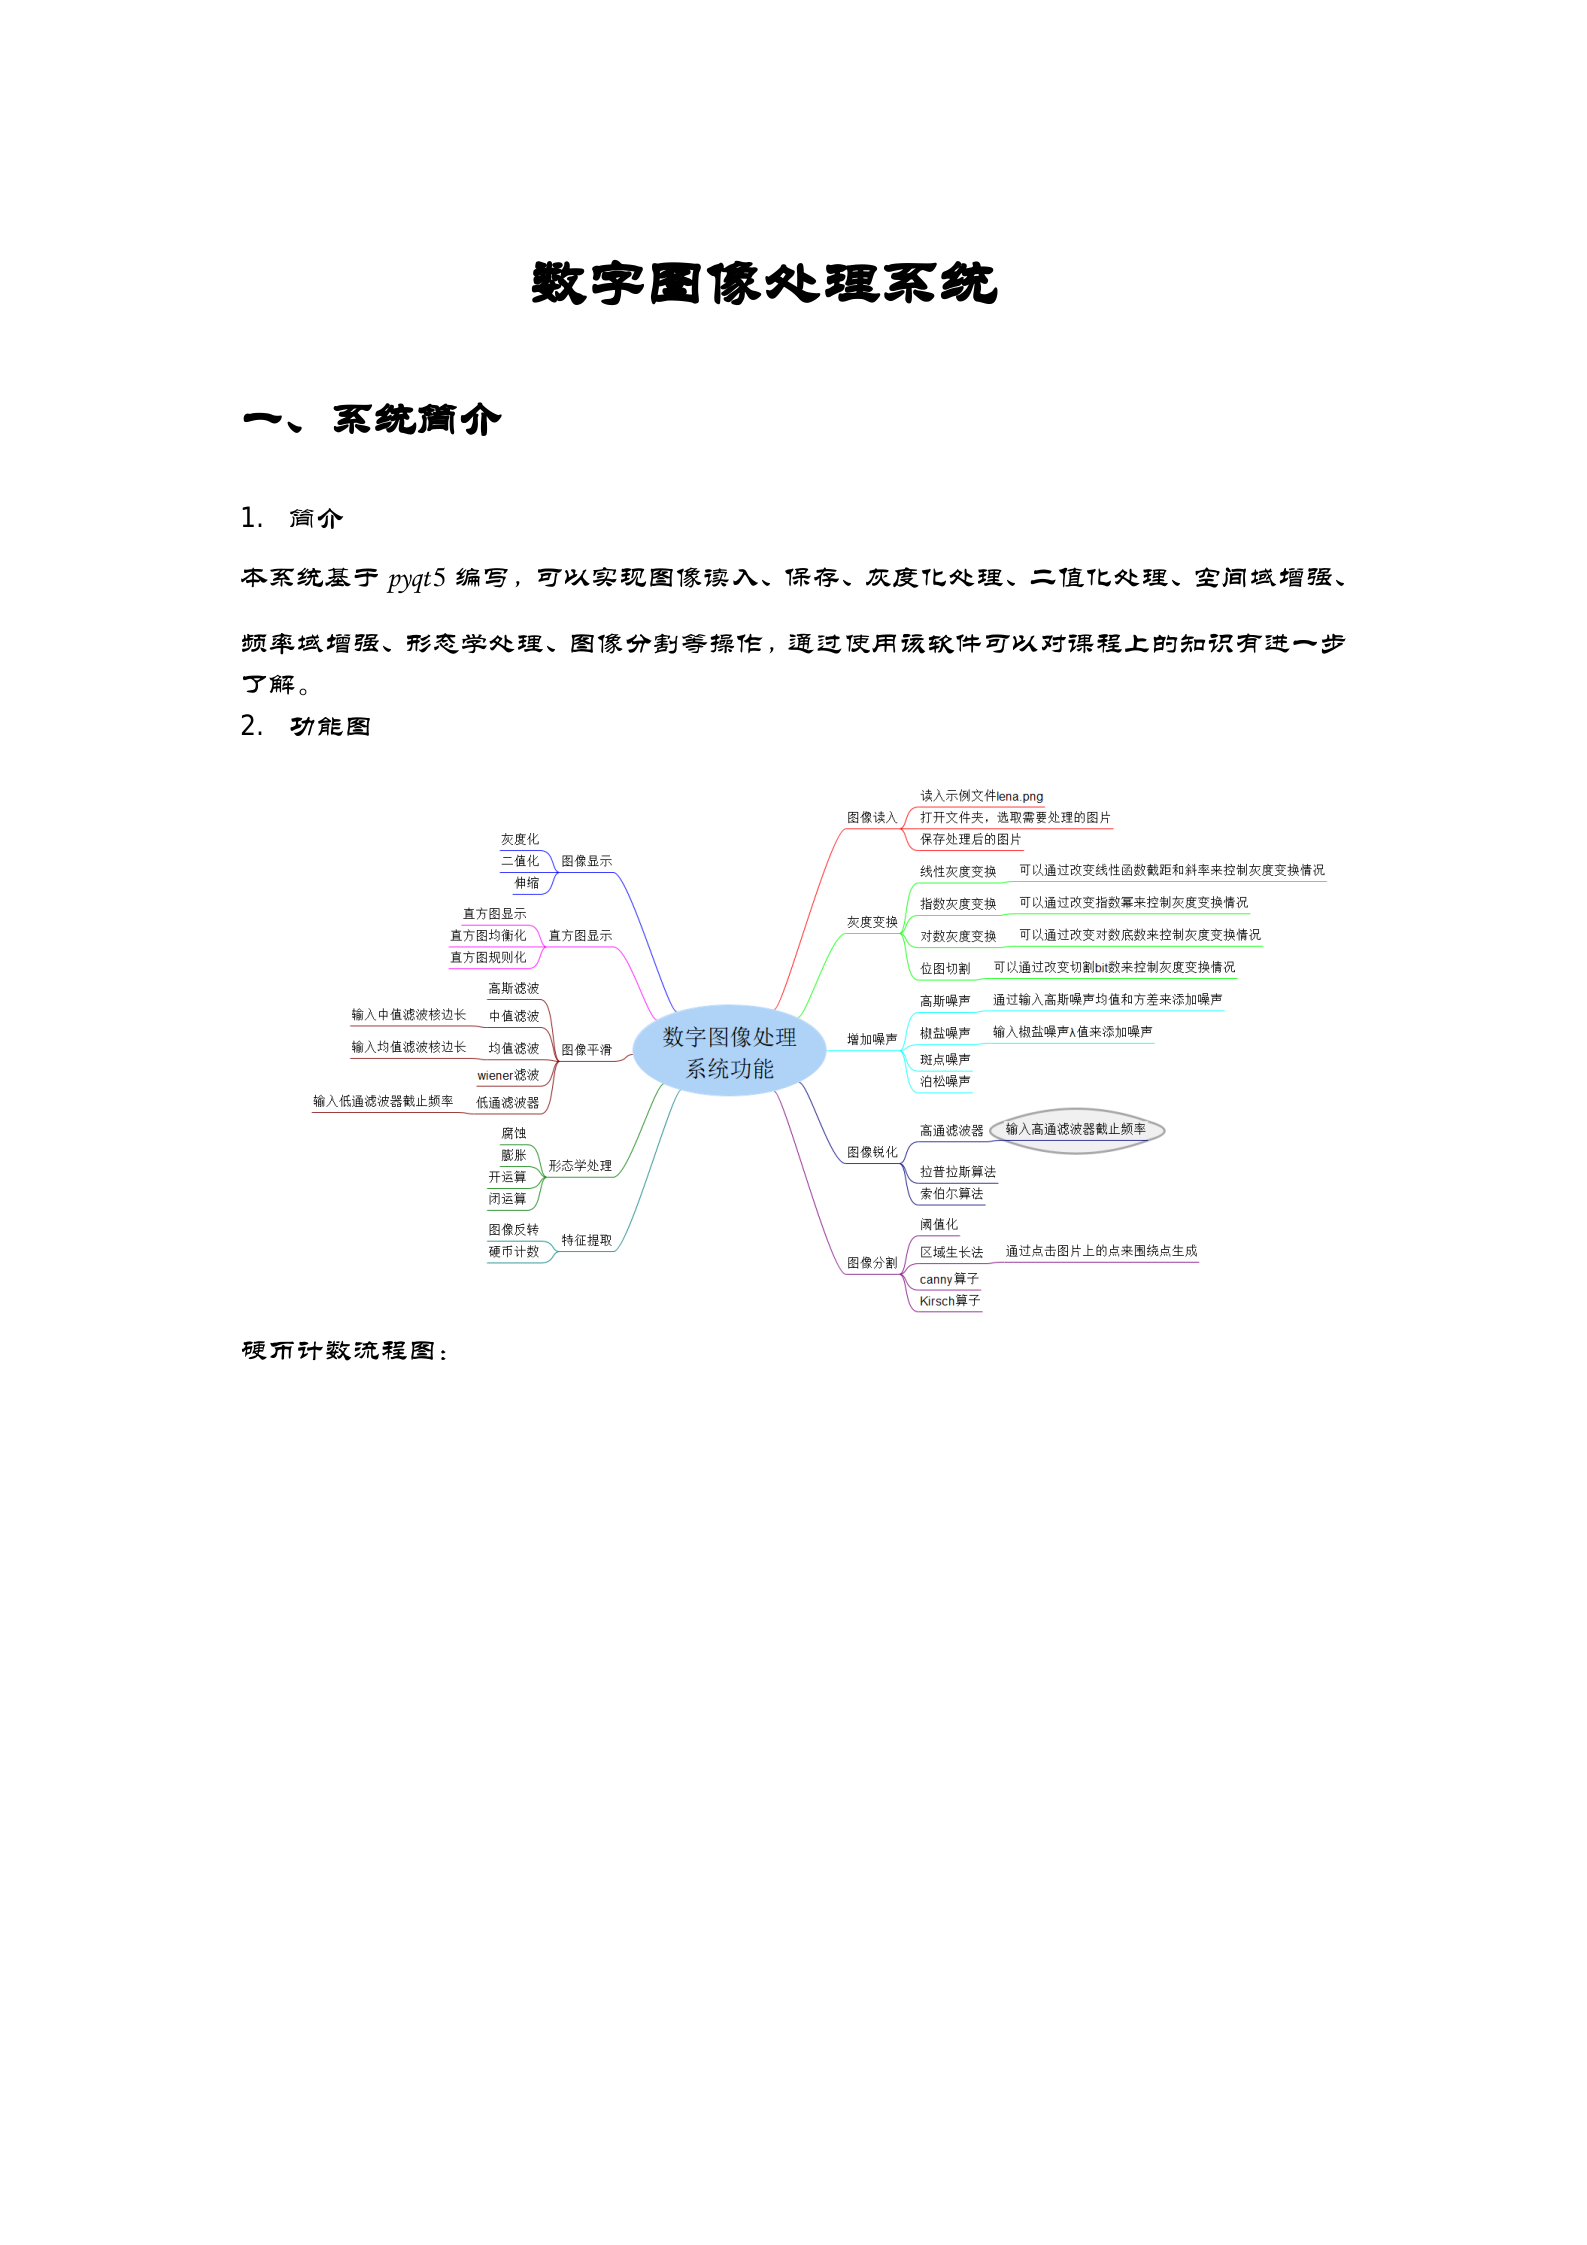 数字图像处理系统
一、系统简介
1. 简介
本系统基于 pyqt5 编写，可以实现图像读入、保存、灰度化处理、二值化处理、空间域增强、
频率域增强、形态学处理、图像分割等操作，通过使用该软件可以对课程上的知识有进一步
了解。
2. 功能图
数字图像处理
系统功能
图像显示
灰度化
二值化
伸缩
直方图显示
直方图显示
直方图均衡化
直方图规则化
图像平滑
高斯滤波
中值滤波
输入中值滤波核边长
均值滤波
输入均值滤波核边长
wiener滤波
低通滤波器
输入低通滤波器截止频率
形态学处理
腐蚀
膨胀
开运算
闭运算
特征提取
图像反转
硬币计数
图像读入
读入示例文件lena.png
打开文件夹，选取需要处理的图片
保存处理后的图片
灰度变换
线性灰度变换
可以通过改变线性函数截距和斜率来控制灰度变换情况
指数灰度变换
可以通过改变指数幂来控制灰度变换情况
对数灰度变换
可以通过改变对数底数来控制灰度变换情况
位图切割
可以通过改变切割bit数来控制灰度变换情况
增加噪声
高斯噪声
通过输入高斯噪声均值和方差来添加噪声
椒盐噪声
输入椒盐噪声λ值来添加噪声
斑点噪声
泊松噪声
图像锐化
高通滤波器
输入高通滤波器截止频率
拉普拉斯算法
索伯尔算法
图像分割
阈值化
区域生长法
通过点击图片上的点来围绕点生成
canny算子
Kirsch算子
硬币计数流程图：